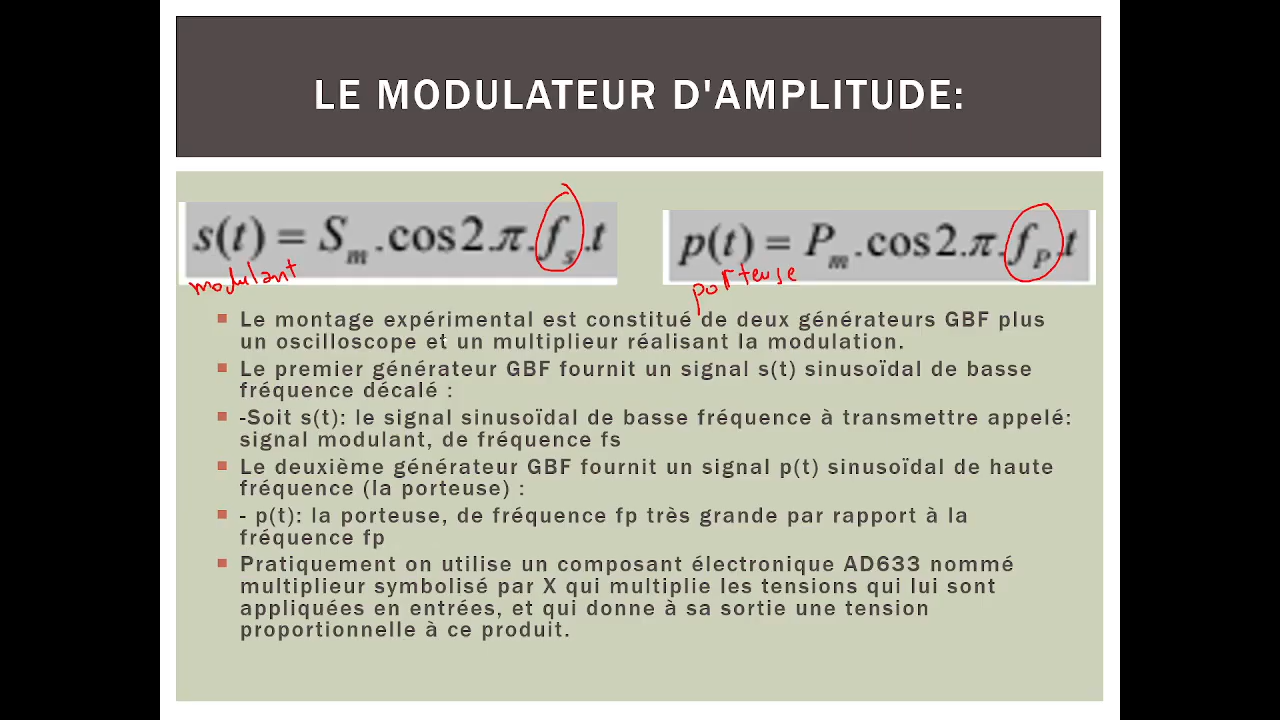 LE MODULATEUR D'AMPLITUDE:
s(t) = Sm.cos2.π.fs.t
modulant
p(t) = Pm.cos2.π.fP.t
porteuse
Le montage expérimental est constitué de deux générateurs GBF plus
un oscilloscope et un multiplieur réalisant la modulation.
Le premier générateur GBF fournit un signal s(t) sinusoïdal de basse
fréquence décalé :
-Soit s(t): le signal sinusoïdal de basse fréquence à transmettre appelé:
signal modulant, de fréquence fs
Le deuxième générateur GBF fournit un signal p(t) sinusoïdal de haute
fréquence (la porteuse) :
- p(t): la porteuse, de fréquence fp très grande par rapport à la
fréquence fp
Pratiquement on utilise un composant électronique AD633 nommé
multiplieur symbolisé par X qui multiplie les tensions qui lui sont
appliquées en entrées, et qui donne à sa sortie une tension
proportionnelle à ce produit.